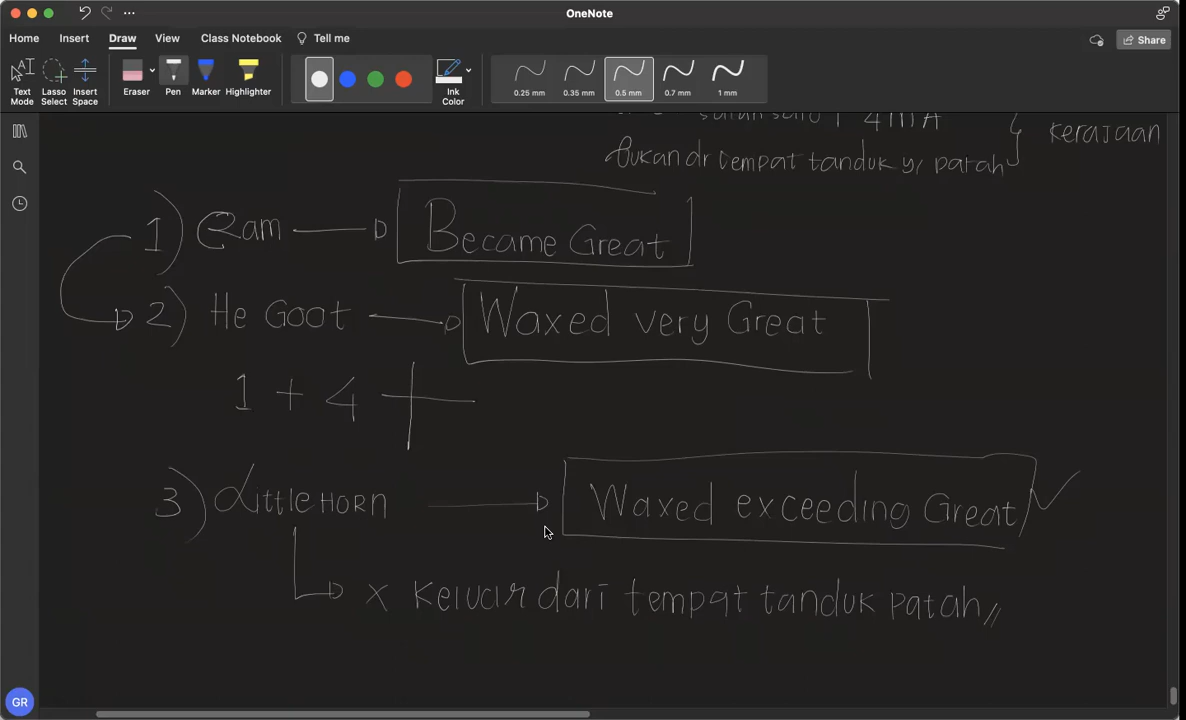 OneNote
Home Insert Draw View Class Notebook Tell me
Share
Text Mode
Lasso Select
Insert Space
Eraser
Pen
Marker
Highlighter
Ink Color
0.25 mm
0.35 mm
0.5 mm
0.7 mm
1 mm
kerajaan
Bukan dr tempat tanduk yg patah
1) Ram Became Great
2) He Goat Waxed very Great
1 + 4 +
3) Little HORN Waxed exceeding Great
x keluar dari tempat tanduk patah //
GR